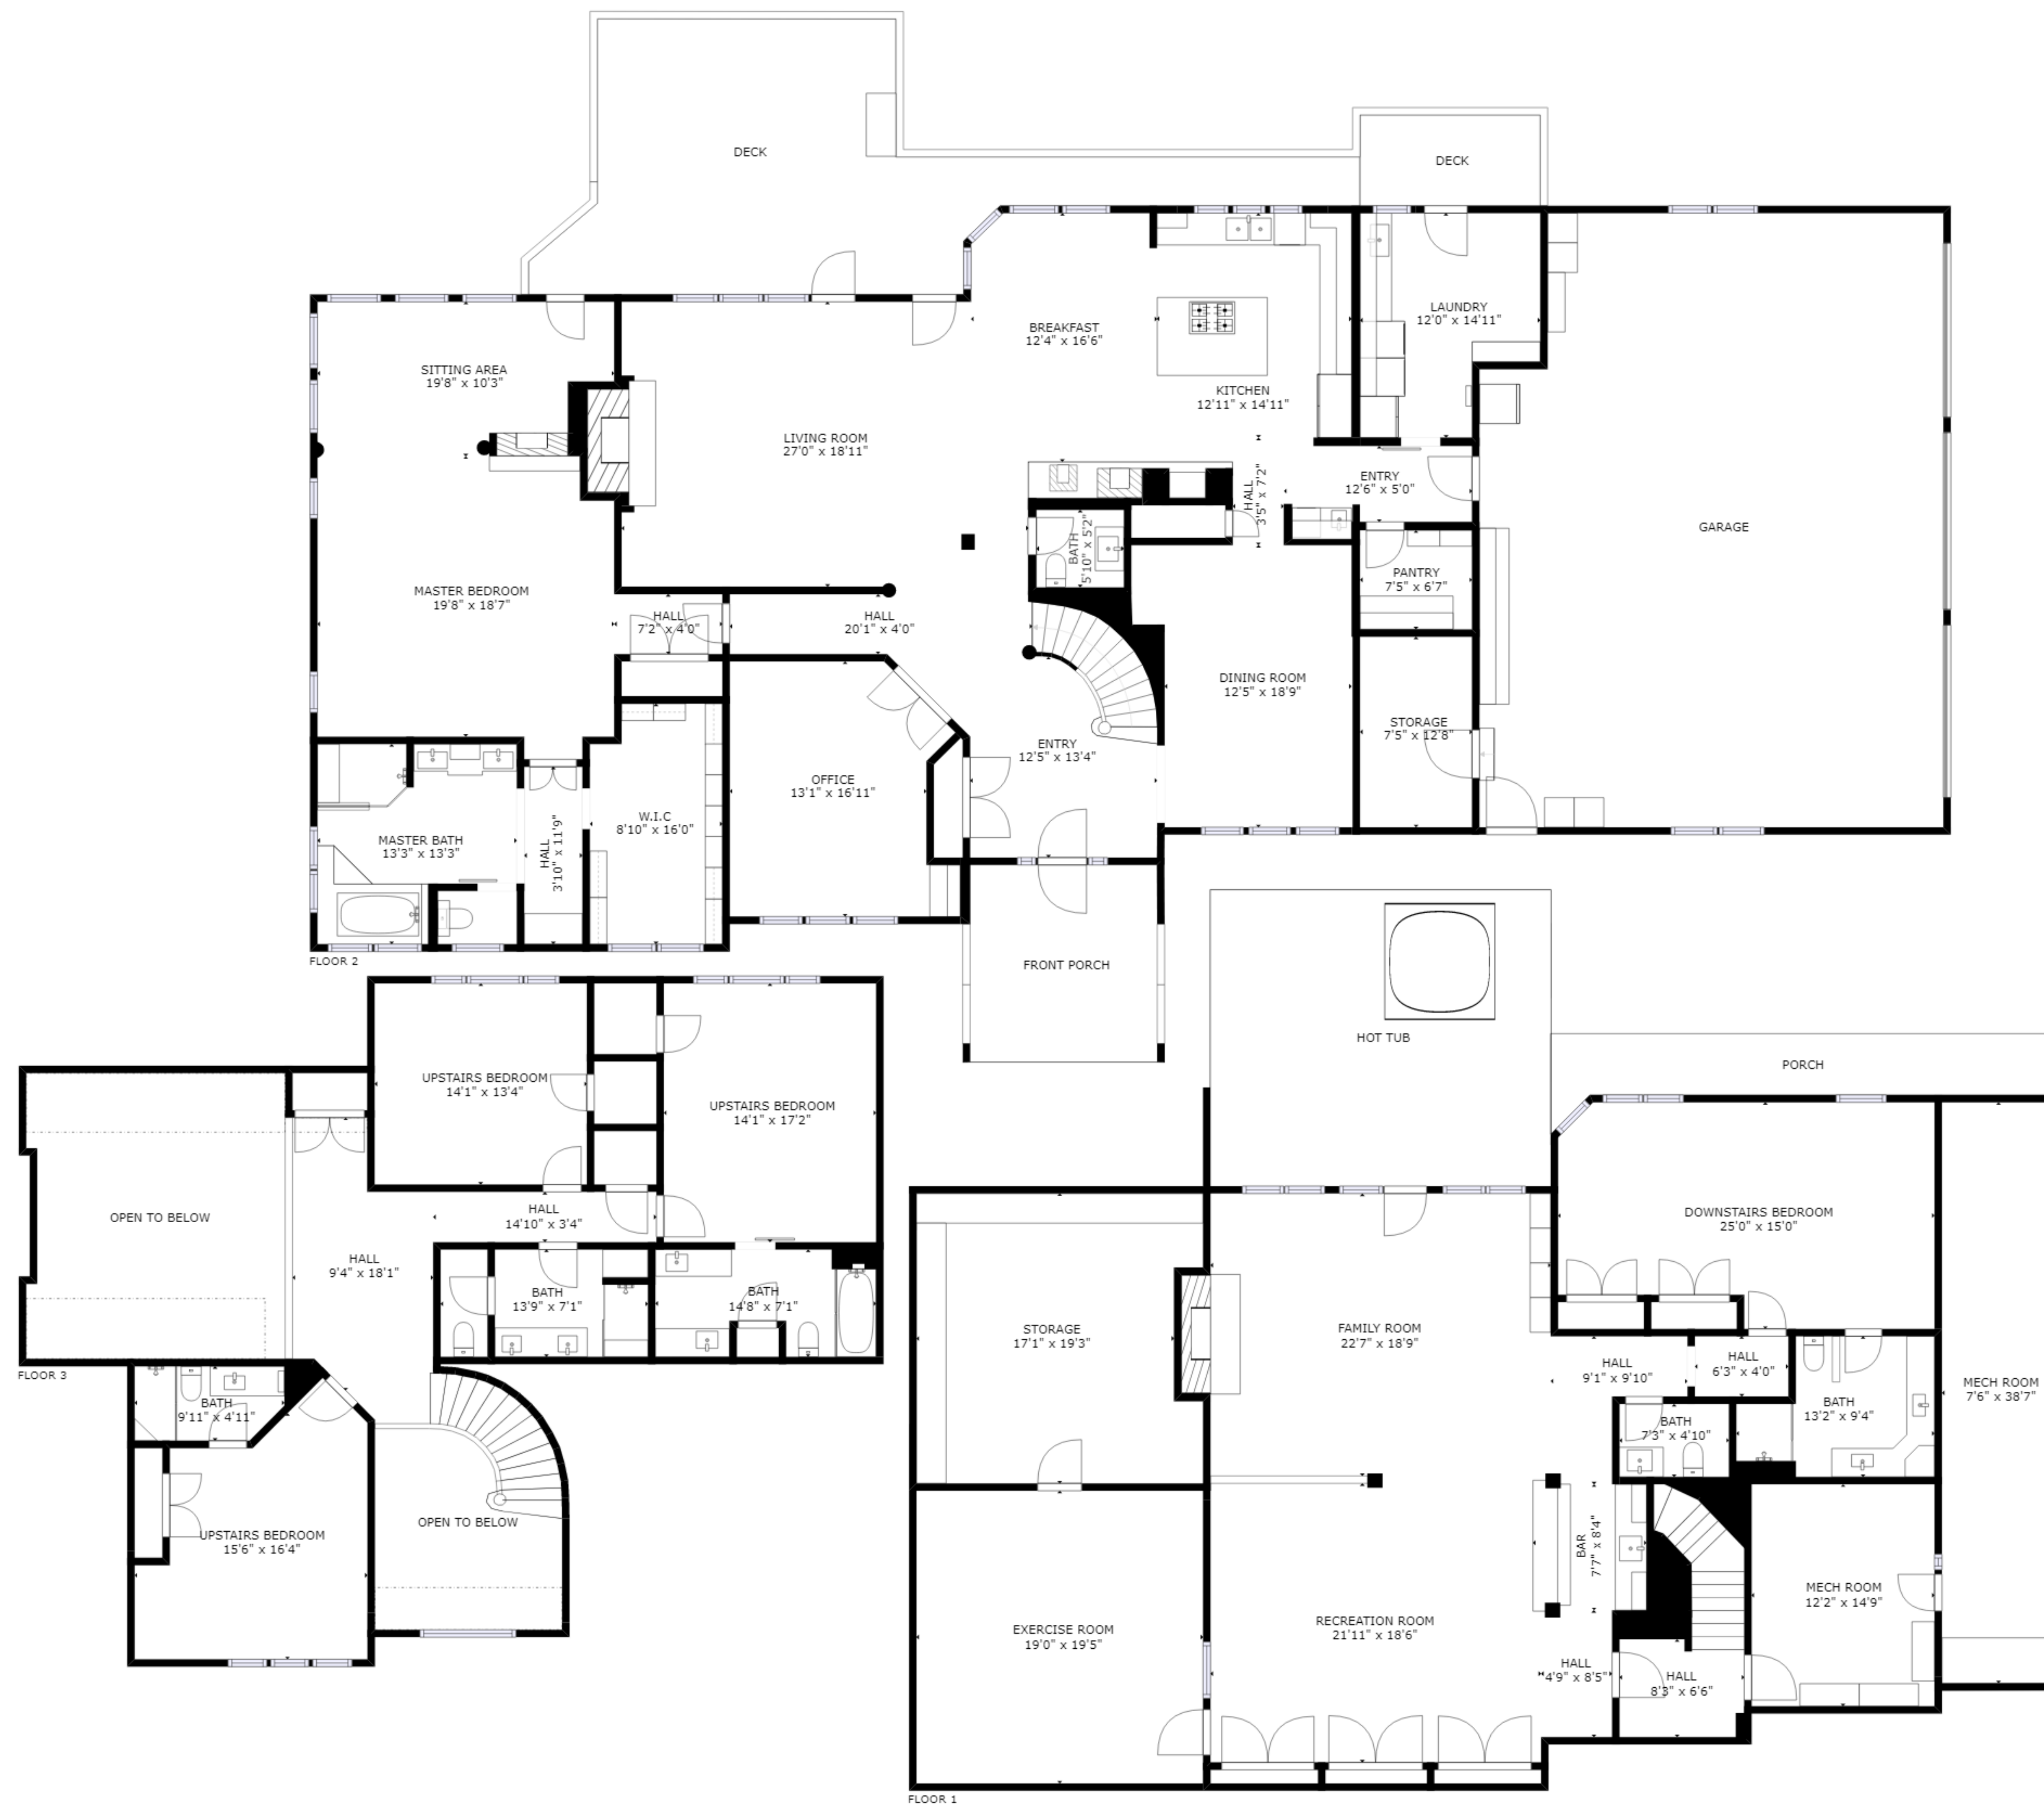 DECK
DECK
SITTING AREA
19'8" x 10'3"
LIVING ROOM
27'0" x 18'11"
BREAKFAST
12'4" x 16'6"
KITCHEN
12'11" x 14'11"
LAUNDRY
12'0" x 14'11"
HALL
3'5" x 7'2"
ENTRY
12'6" x 5'0"
GARAGE
BATH
5'10" x 5'2"
PANTRY
7'5" x 6'7"
MASTER BEDROOM
19'8" x 18'7"
HALL
7'2" x 4'0"
HALL
20'1" x 4'0"
DINING ROOM
12'5" x 18'9"
STORAGE
7'5" x 12'8"
ENTRY
12'5" x 13'4"
OFFICE
13'1" x 16'11"
W.I.C
8'10" x 16'0"
MASTER BATH
13'3" x 13'3"
HALL
3'10" x 11'9"
FLOOR 2
FRONT PORCH
UPSTAIRS BEDROOM
14'1" x 13'4"
UPSTAIRS BEDROOM
14'1" x 17'2"
OPEN TO BELOW
HALL
14'10" x 3'4"
HALL
9'4" x 18'1"
BATH
13'9" x 7'1"
BATH
14'8" x 7'1"
FLOOR 3
BATH
9'11" x 4'11"
UPSTAIRS BEDROOM
15'6" x 16'4"
OPEN TO BELOW
HOT TUB
PORCH
DOWNSTAIRS BEDROOM
25'0" x 15'0"
STORAGE
17'1" x 19'3"
FAMILY ROOM
22'7" x 18'9"
HALL
9'1" x 9'10"
HALL
6'3" x 4'0"
MECH ROOM
7'6" x 38'7"
BATH
13'2" x 9'4"
BATH
7'3" x 4'10"
BAR
7'7" x 8'4"
MECH ROOM
12'2" x 14'9"
EXERCISE ROOM
19'0" x 19'5"
RECREATION ROOM
21'11" x 18'6"
HALL
4'9" x 8'5"
HALL
8'3" x 6'6"
FLOOR 1